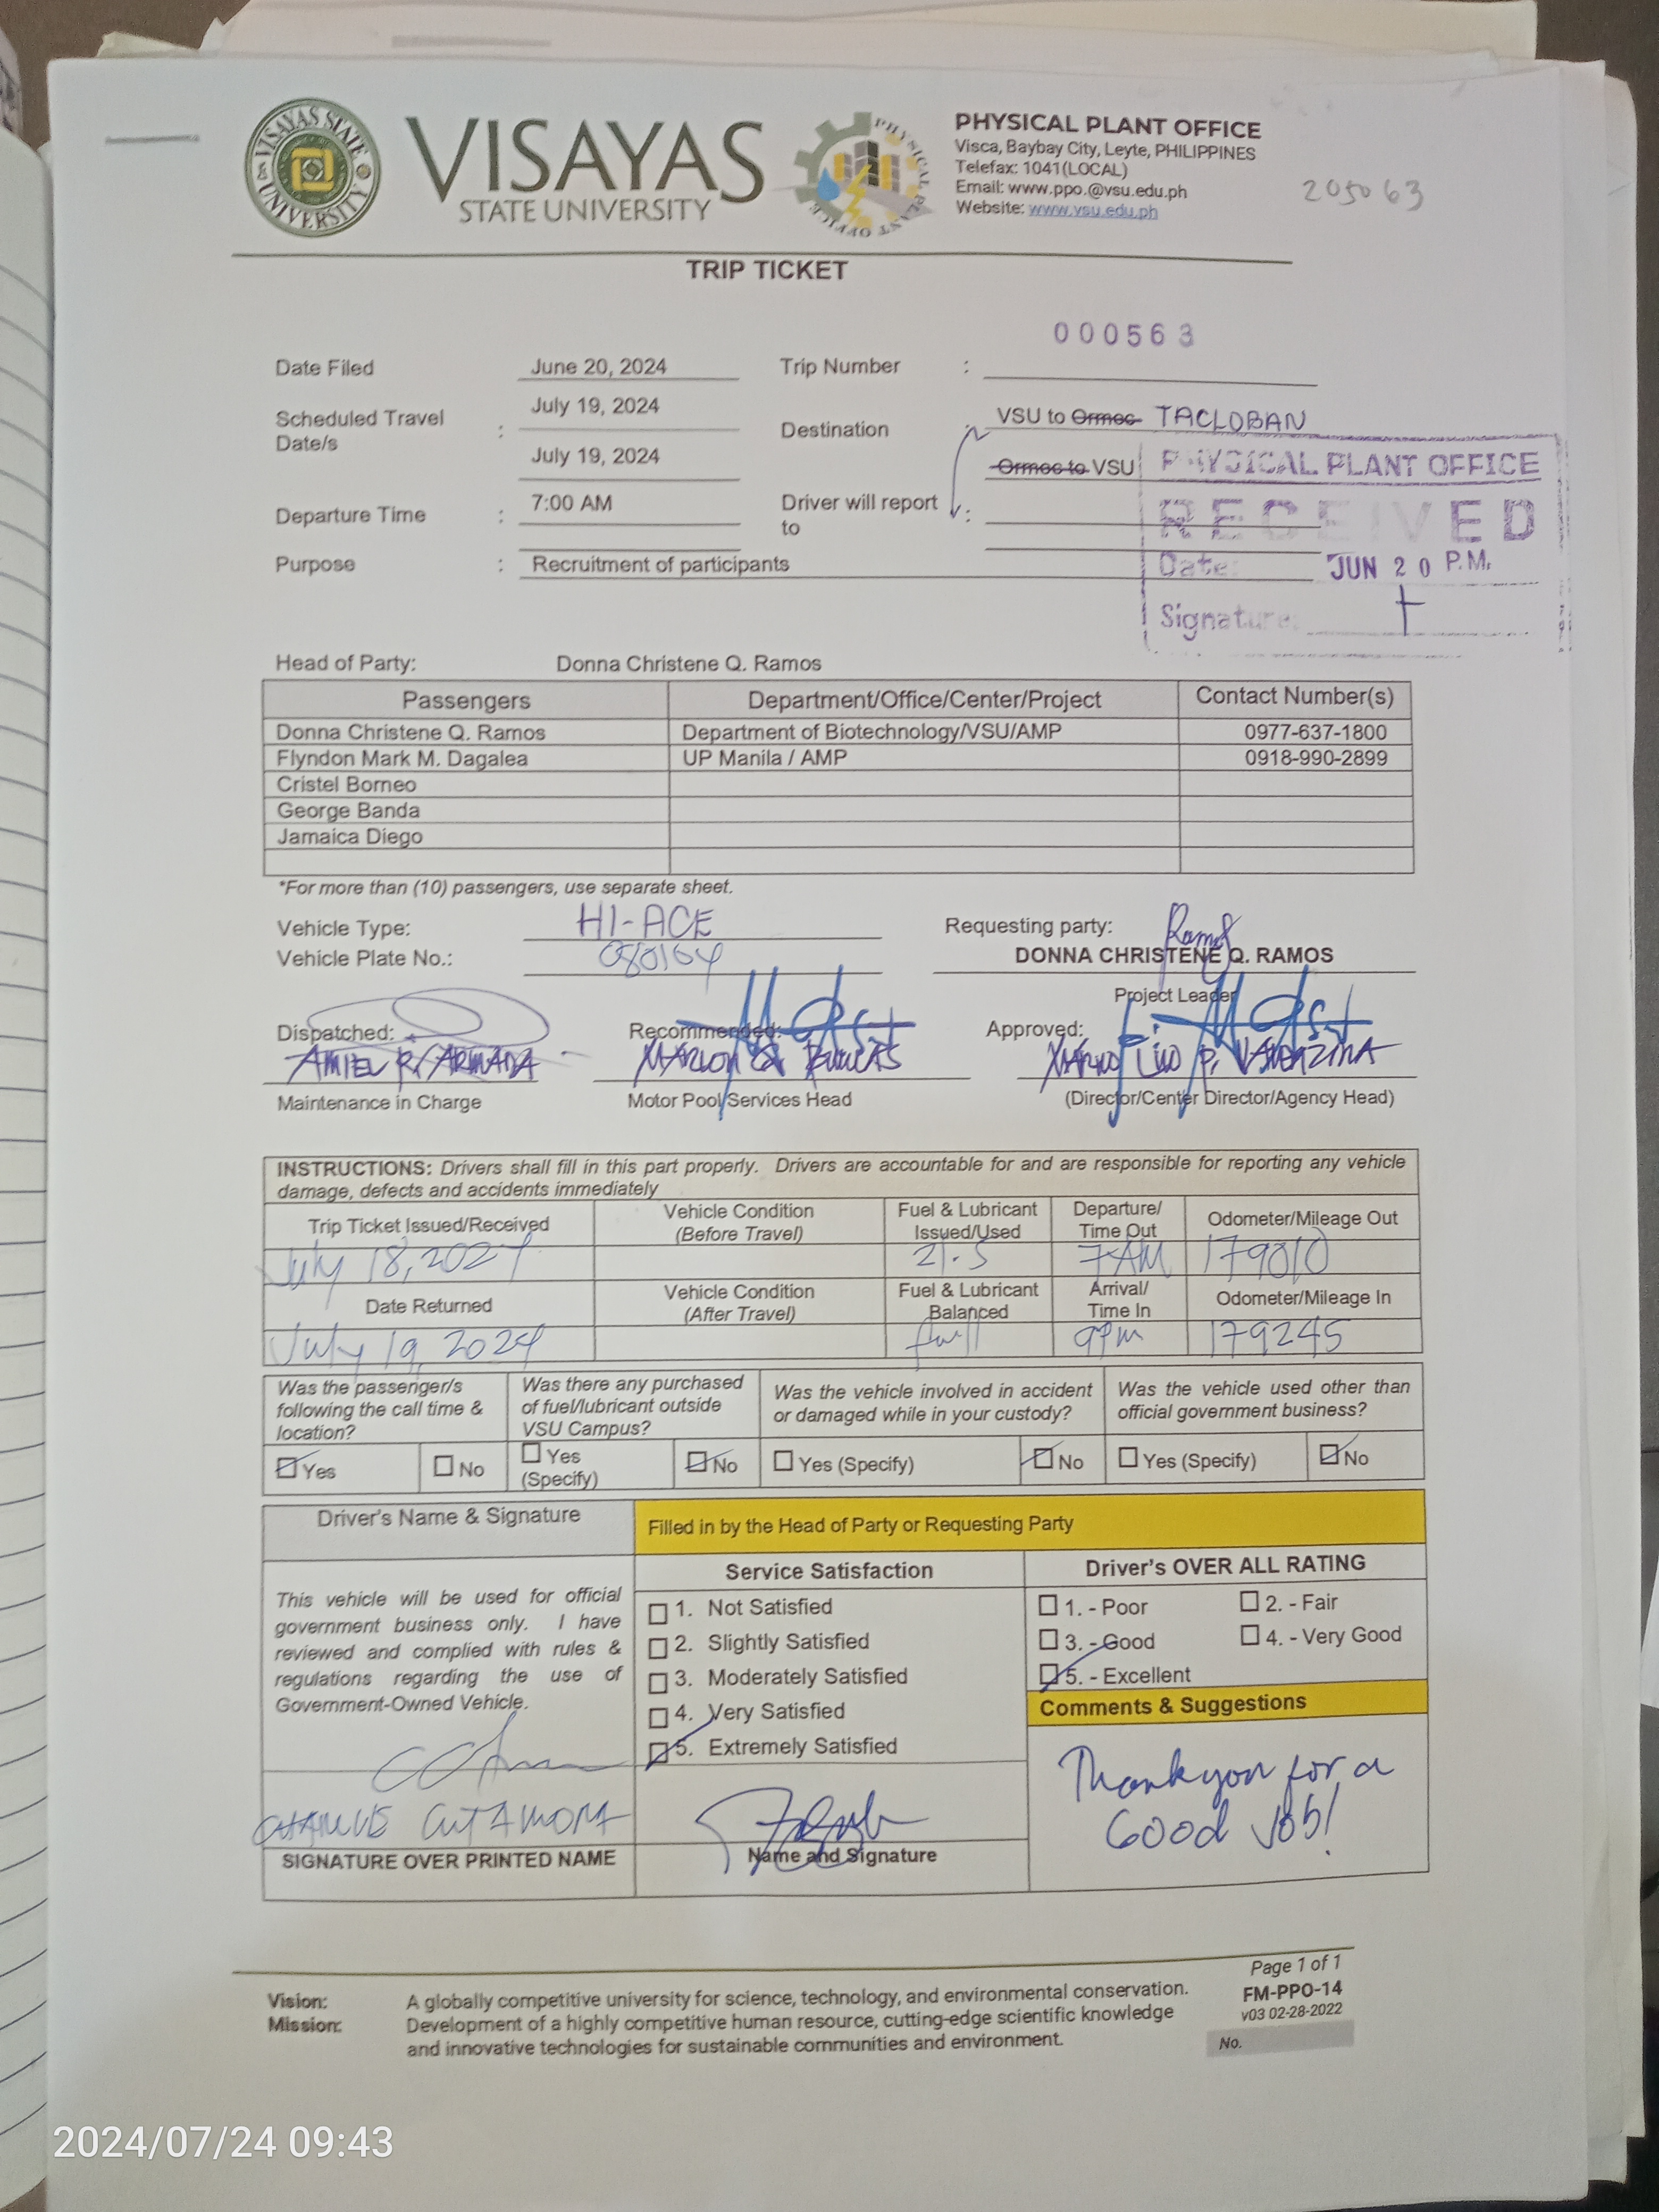 VISAYAS STATE UNIVERSITY
VISAYAS
STATE UNIVERSITY
PHYSICAL PLANT OFFICE
PHYSICAL PLANT OFFICE
Visca, Baybay City, Leyte, PHILIPPINES
Telefax: 1041(LOCAL)
Email: www.ppo.@vsu.edu.ph
Website: www.vsu.edu.ph
205063
TRIP TICKET
000563
Date Filed June 20, 2024 Trip Number :
Scheduled Travel Date/s : July 19, 2024 Destination : VSU to Ormoc TACLOBAN
July 19, 2024 Ormoc to VSU
PHYSICAL PLANT OFFICE
RECEIVED
Date: JUN 20 P.M.
Signature:
Departure Time : 7:00 AM Driver will report to :
Purpose : Recruitment of participants
Head of Party: Donna Christene Q. Ramos
Passengers Department/Office/Center/Project Contact Number(s)
Donna Christene Q. Ramos Department of Biotechnology/VSU/AMP 0977-637-1800
Flyndon Mark M. Dagalea UP Manila / AMP 0918-990-2899
Cristel Borneo
George Banda
Jamaica Diego
*For more than (10) passengers, use separate sheet.
Vehicle Type: HI-ACE Requesting party:
Vehicle Plate No.: 080164 DONNA CHRISTENE Q. RAMOS
Project Leader
Dispatched: Recommended: Approved:
AMIEL R. ARMADA MARLON
Maintenance in Charge Motor Pool Services Head (Director/Center Director/Agency Head)
INSTRUCTIONS: Drivers shall fill in this part properly. Drivers are accountable for and are responsible for reporting any vehicle
damage, defects and accidents immediately
Trip Ticket Issued/Received Vehicle Condition (Before Travel) Fuel & Lubricant Issued/Used Departure/ Time Out Odometer/Mileage Out
July 18, 2024 21.5 7AM 179010
Date Returned Vehicle Condition (After Travel) Fuel & Lubricant Balanced Arrival/ Time In Odometer/Mileage In
July 19, 2024 full 9pm 179245
Was the passenger/s following the call time & location? Was there any purchased of fuel/lubricant outside VSU Campus? Was the vehicle involved in accident or damaged while in your custody? Was the vehicle used other than official government business?
Yes No Yes (Specify) No Yes (Specify) No Yes (Specify) No
Driver's Name & Signature Filled in by the Head of Party or Requesting Party
Service Satisfaction Driver's OVER ALL RATING
This vehicle will be used for official
government business only. I have
reviewed and complied with rules &
regulations regarding the use of
Government-Owned Vehicle.
1. Not Satisfied
2. Slightly Satisfied
3. Moderately Satisfied
4. Very Satisfied
5. Extremely Satisfied
1. - Poor 2. - Fair
3. - Good 4. - Very Good
5. - Excellent
Comments & Suggestions
Thank you for a
Good Job!
SIGNATURE OVER PRINTED NAME Name and Signature
Page 1 of 1
FM-PPO-14
v03 02-28-2022
No.
Vision: A globally competitive university for science, technology, and environmental conservation.
Mission: Development of a highly competitive human resource, cutting-edge scientific knowledge
and innovative technologies for sustainable communities and environment.
2024/07/24 09:43